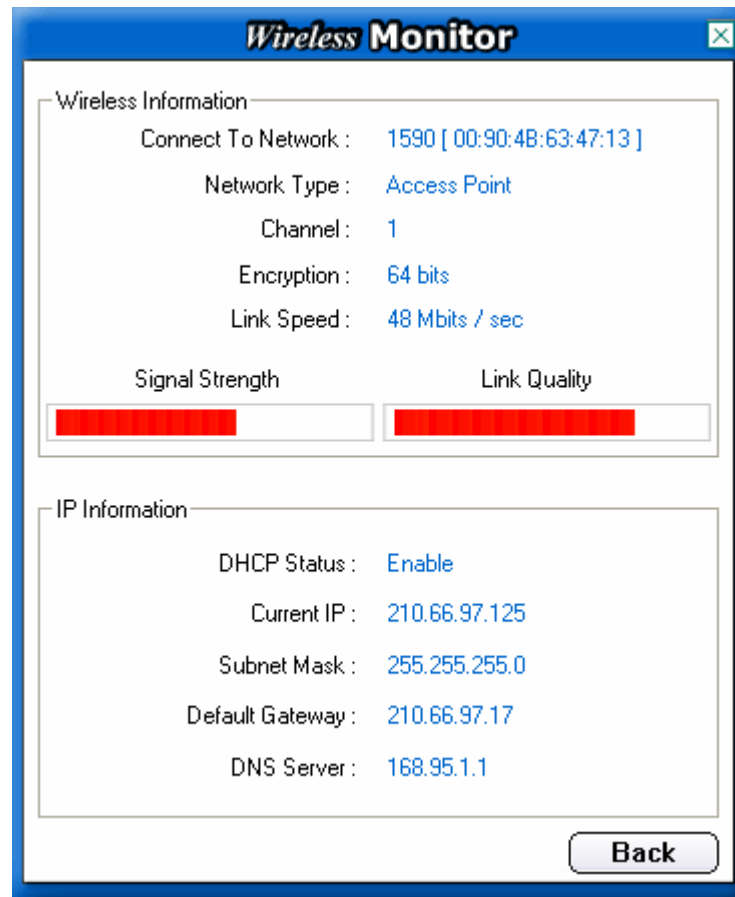 Wireless Monitor
Wireless Information
Connect To Network : 1590 [ 00:90:4B:63:47:13 ]
Network Type : Access Point
Channel : 1
Encryption : 64 bits
Link Speed : 48 Mbits / sec
Signal Strength Link Quality
IP Information
DHCP Status : Enable
Current IP : 210.66.97.125
Subnet Mask : 255.255.255.0
Default Gateway : 210.66.97.17
DNS Server : 168.95.1.1
Back